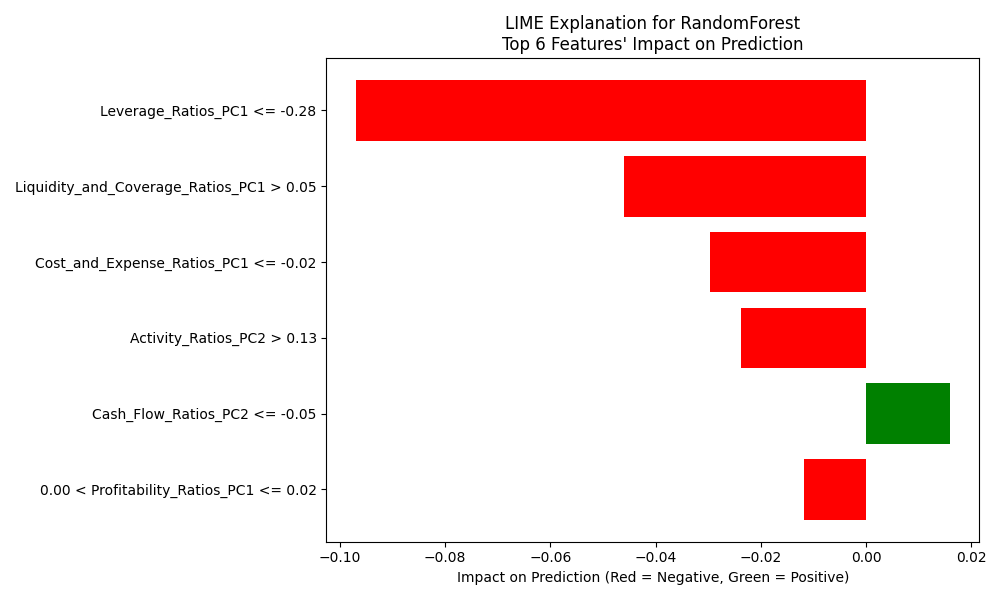 LIME Explanation for RandomForest
Top 6 Features' Impact on Prediction
Leverage_Ratios_PC1 <= -0.28
Liquidity_and_Coverage_Ratios_PC1 > 0.05
Cost_and_Expense_Ratios_PC1 <= -0.02
Activity_Ratios_PC2 > 0.13
Cash_Flow_Ratios_PC2 <= -0.05
0.00 < Profitability_Ratios_PC1 <= 0.02
−0.10 −0.08 −0.06 −0.04 −0.02 0.00 0.02
Impact on Prediction (Red = Negative, Green = Positive)